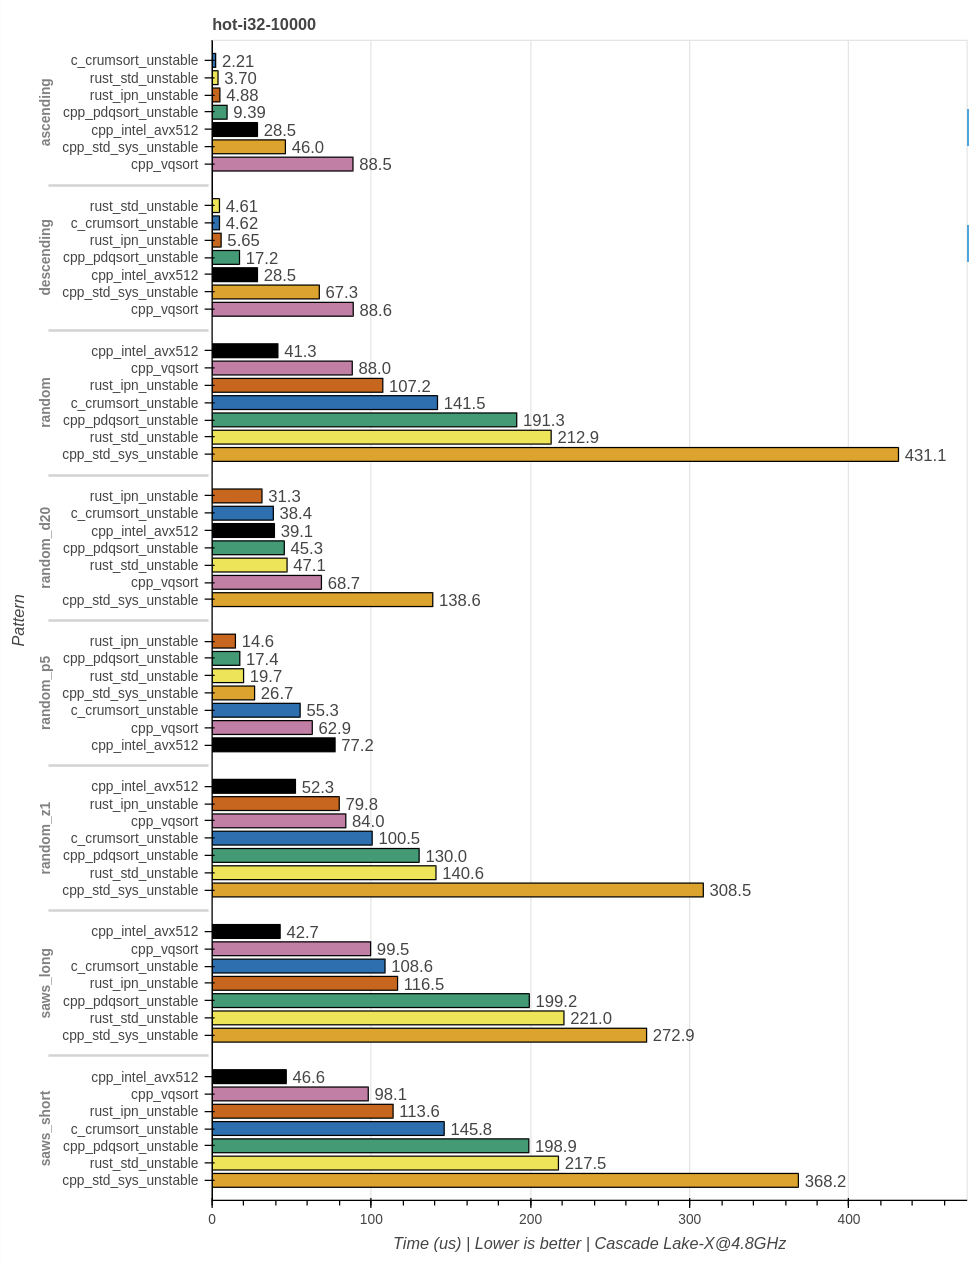 hot-i32-10000
Pattern
ascending
c_crumsort_unstable 2.21
rust_std_unstable 3.70
rust_ipn_unstable 4.88
cpp_pdqsort_unstable 9.39
cpp_intel_avx512 28.5
cpp_std_sys_unstable 46.0
cpp_vqsort 88.5
descending
rust_std_unstable 4.61
c_crumsort_unstable 4.62
rust_ipn_unstable 5.65
cpp_pdqsort_unstable 17.2
cpp_intel_avx512 28.5
cpp_std_sys_unstable 67.3
cpp_vqsort 88.6
random
cpp_intel_avx512 41.3
cpp_vqsort 88.0
rust_ipn_unstable 107.2
c_crumsort_unstable 141.5
cpp_pdqsort_unstable 191.3
rust_std_unstable 212.9
cpp_std_sys_unstable 431.1
random_d20
rust_ipn_unstable 31.3
c_crumsort_unstable 38.4
cpp_intel_avx512 39.1
cpp_pdqsort_unstable 45.3
rust_std_unstable 47.1
cpp_vqsort 68.7
cpp_std_sys_unstable 138.6
random_p5
rust_ipn_unstable 14.6
cpp_pdqsort_unstable 17.4
rust_std_unstable 19.7
cpp_std_sys_unstable 26.7
c_crumsort_unstable 55.3
cpp_vqsort 62.9
cpp_intel_avx512 77.2
random_z1
cpp_intel_avx512 52.3
rust_ipn_unstable 79.8
cpp_vqsort 84.0
c_crumsort_unstable 100.5
cpp_pdqsort_unstable 130.0
rust_std_unstable 140.6
cpp_std_sys_unstable 308.5
saws_long
cpp_intel_avx512 42.7
cpp_vqsort 99.5
c_crumsort_unstable 108.6
rust_ipn_unstable 116.5
cpp_pdqsort_unstable 199.2
rust_std_unstable 221.0
cpp_std_sys_unstable 272.9
saws_short
cpp_intel_avx512 46.6
cpp_vqsort 98.1
rust_ipn_unstable 113.6
c_crumsort_unstable 145.8
cpp_pdqsort_unstable 198.9
rust_std_unstable 217.5
cpp_std_sys_unstable 368.2
0 100 200 300 400
Time (us) | Lower is better | Cascade Lake-X@4.8GHz